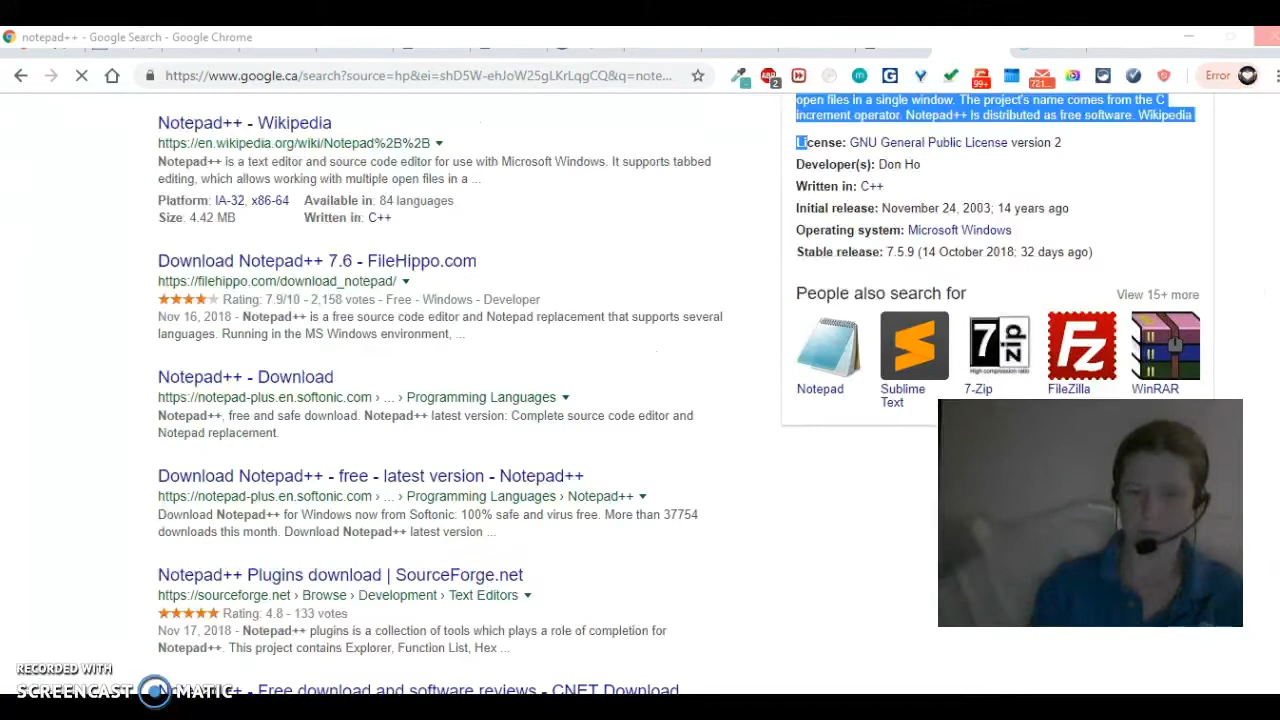 notepad++ - Google Search - Google Chrome
https://www.google.ca/search?source=hp&ei=shD5W-ehJoW25gLKrLqgCQ&q=note...
2
99+
721...
Error
Notepad++ - Wikipedia
https://en.wikipedia.org/wiki/Notepad%2B%2B
Notepad++ is a text editor and source code editor for use with Microsoft Windows. It supports tabbed
editing, which allows working with multiple open files in a ...
Platform: IA-32, x86-64 Available in: 84 languages
Size. 4.42 MB Written in: C++
Download Notepad++ 7.6 - FileHippo.com
https://filehippo.com/download_notepad/
Rating: 7.9/10 - 2,158 votes - Free - Windows - Developer
Nov 16, 2018 - Notepad++ is a free source code editor and Notepad replacement that supports several
languages. Running in the MS Windows environment, ...
Notepad++ - Download
https://notepad-plus.en.softonic.com › ... › Programming Languages
Notepad++, free and safe download. Notepad++ latest version: Complete source code editor and
Notepad replacement.
Download Notepad++ - free - latest version - Notepad++
https://notepad-plus.en.softonic.com › ... › Programming Languages › Notepad++
Download Notepad++ for Windows now from Softonic: 100% safe and virus free. More than 37754
downloads this month. Download Notepad++ latest version ...
Notepad++ Plugins download | SourceForge.net
https://sourceforge.net › Browse › Development › Text Editors
Rating: 4.8 - 133 votes
Nov 17, 2018 - Notepad++ plugins is a collection of tools which plays a role of completion for
Notepad++. This project contains Explorer, Function List, Hex ...
Notepad++ - Free download and software reviews - CNET Download
open files in a single window. The project's name comes from the C
increment operator. Notepad++ is distributed as free software. Wikipedia
License: GNU General Public License version 2
Developer(s): Don Ho
Written in: C++
Initial release: November 24, 2003; 14 years ago
Operating system: Microsoft Windows
Stable release: 7.5.9 (14 October 2018; 32 days ago)
People also search for
View 15+ more
7 zip
High compression ratio
Fz
Notepad
Sublime
Text
7-Zip
FileZilla
WinRAR
RECORDED WITH
SCREENCAST MATIC